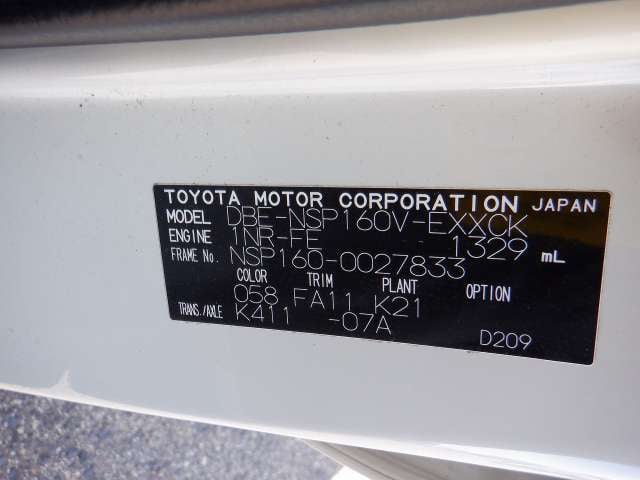 TOYOTA MOTOR CORPORATION JAPAN
MODEL DBE-NSP160V-EXXCK
ENGINE 1NR-FE 1329 mL
FRAME No. NSP160-0027833
COLOR TRIM PLANT OPTION
058 FA11 K21
TRANS./AXLE K411 -07A
D209